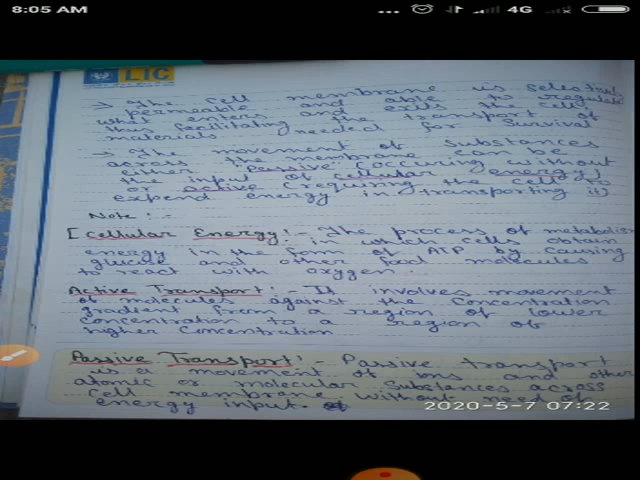 8:05 AM
4G
LIC
→ The cell membrane is selectively
permeable and able to regulate
what enters and exits the cell,
thus facilitating the transport of
materials needed for survival
→ The movement of substances
across the membrane can be
either "Passive" (occuring without
the input of cellular energy)
or active (requiring the cell to
expend energy in transporting it)
Note :-
[Cellular Energy :- The process of metabolism
in which cells obtain
energy in the form of ATP by causing
glucose and other food molecules
to react with oxygen.
Active Transport :- It involves movement
of molecules against the concentration
gradient from a region of lower
concentration to a region of
higher concentration
Passive Transport :- Passive transport
is a movement of ions and other
atomic or molecular substances across
cell membrane without need of
energy input.
2020-5-7 07:22